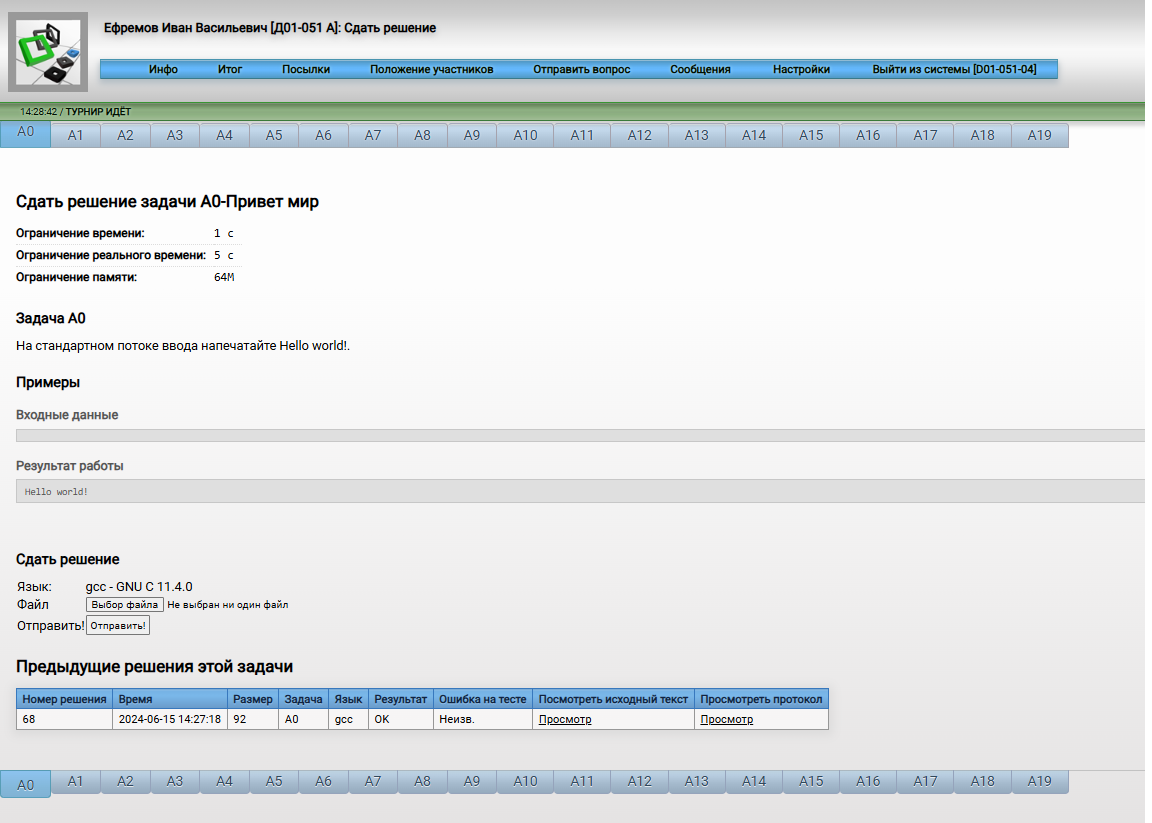 Ефремов Иван Васильевич [Д01-051 A]: Сдать решение
Инфо Итог Посылки Положение участников Отправить вопрос Сообщения Настройки Выйти из системы [D01-051-04]
14:28:42 / ТУРНИР ИДЁТ
A0 A1 A2 A3 A4 A5 A6 A7 A8 A9 A10 A11 A12 A13 A14 A15 A16 A17 A18 A19
Сдать решение задачи A0-Привет мир
Ограничение времени: 1 с
Ограничение реального времени: 5 с
Ограничение памяти: 64M
Задача A0
На стандартном потоке ввода напечатайте Hello world!.
Примеры
Входные данные
Результат работы
Hello world!
Сдать решение
Язык: gcc - GNU C 11.4.0
Файл Выбор файла Не выбран ни один файл
Отправить! Отправить!
Предыдущие решения этой задачи
Номер решения Время Размер Задача Язык Результат Ошибка на тесте Посмотреть исходный текст Просмотреть протокол
68 2024-06-15 14:27:18 92 A0 gcc OK Неизв. Просмотр Просмотр
A0 A1 A2 A3 A4 A5 A6 A7 A8 A9 A10 A11 A12 A13 A14 A15 A16 A17 A18 A19